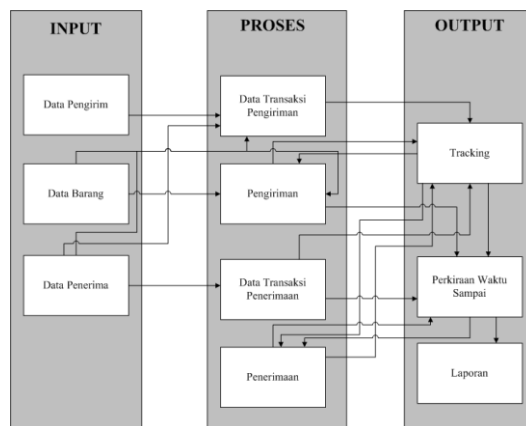 INPUT
Data Pengirim
Data Barang
Data Penerima
PROSES
Data Transaksi
Pengiriman
Pengiriman
Data Transaksi
Penerimaan
Penerimaan
OUTPUT
Tracking
Perkiraan Waktu
Sampai
Laporan